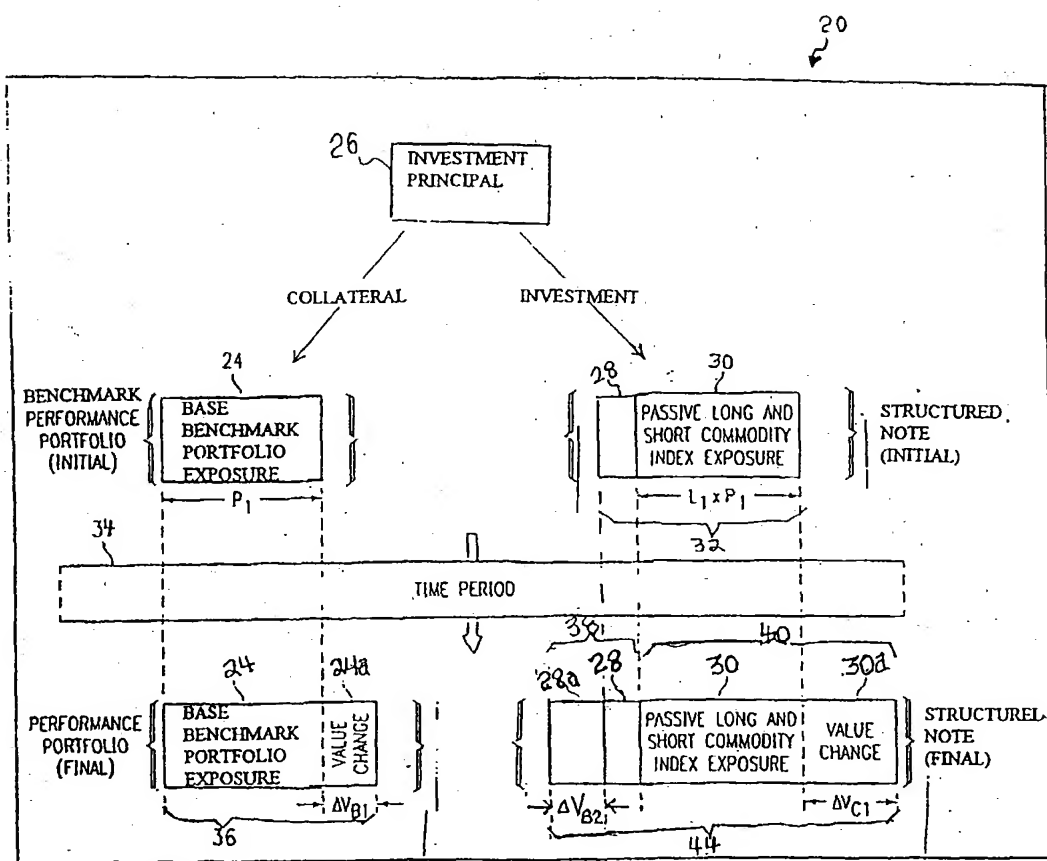 20
26
INVESTMENT
PRINCIPAL
COLLATERAL
INVESTMENT
BENCHMARK
PERFORMANCE
PORTFOLIO
(INITIAL)
24
BASE
BENCHMARK
PORTFOLIO
EXPOSURE
P1
28
30
PASSIVE LONG AND
SHORT COMMODITY
INDEX EXPOSURE
L1 x P1
32
STRUCTURED
NOTE
(INITIAL)
34
TIME PERIOD
PERFORMANCE
PORTFOLIO
(FINAL)
24
24a
BASE
BENCHMARK
PORTFOLIO
EXPOSURE
VALUE
CHANGE
ΔVB1
36
38
40
28a
28
30
30a
PASSIVE LONG AND
SHORT COMMODITY
INDEX EXPOSURE
VALUE
CHANGE
ΔVB2
ΔVC1
44
STRUCTUREL
NOTE
(FINAL)